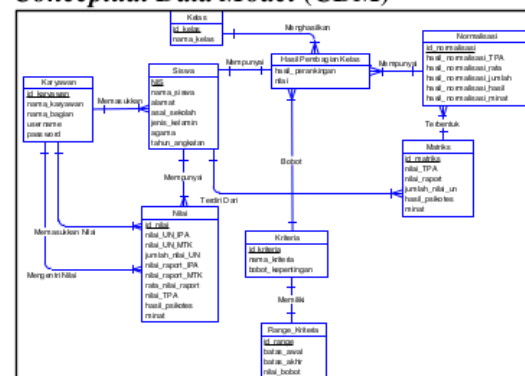 Conceptual Data Model (CDM)
Kelas
id_kelas
nama_kelas
Menghasilkan
Hasil Pembagian Kelas
hasil_perankingan
nilai
Mempunyai
Mempunyai
Normalisasi
id_normalisasi
hasil_normalisasi_TPA
hasil_normalisasi_rata
hasil_normalisasi_jumlah
hasil_normalisasi_hasil
hasil_normalisasi_minat
Karyawan
id_karyawan
nama_karyawan
nama_bagian
username
password
Memasukkan
Siswa
NIS
nama_siswa
alamat
asal_sekolah
jenis_kelamin
agama
tahun_angkatan
Terbentuk
Matriks
id_matriks
nilai_TPA
nilai_raport
jumlah_nilai_un
hasil_psikotes
minat
Bobot
Mempunyai
Terdiri Dari
Memasukkan Nilai
Mengentri Nilai
Nilai
id_nilai
nilai_UN_IPA
nilai_UN_MTK
jumlah_nilai_UN
nilai_raport_IPA
nilai_raport_MTK
rata_nilai_raport
nilai_TPA
hasil_psikotes
minat
Kriteria
id_kriteria
nama_kriteria
bobot_kepentingan
Memiliki
Range_Kriteria
id_range
batas_awal
batas_akhir
nilai_bobot